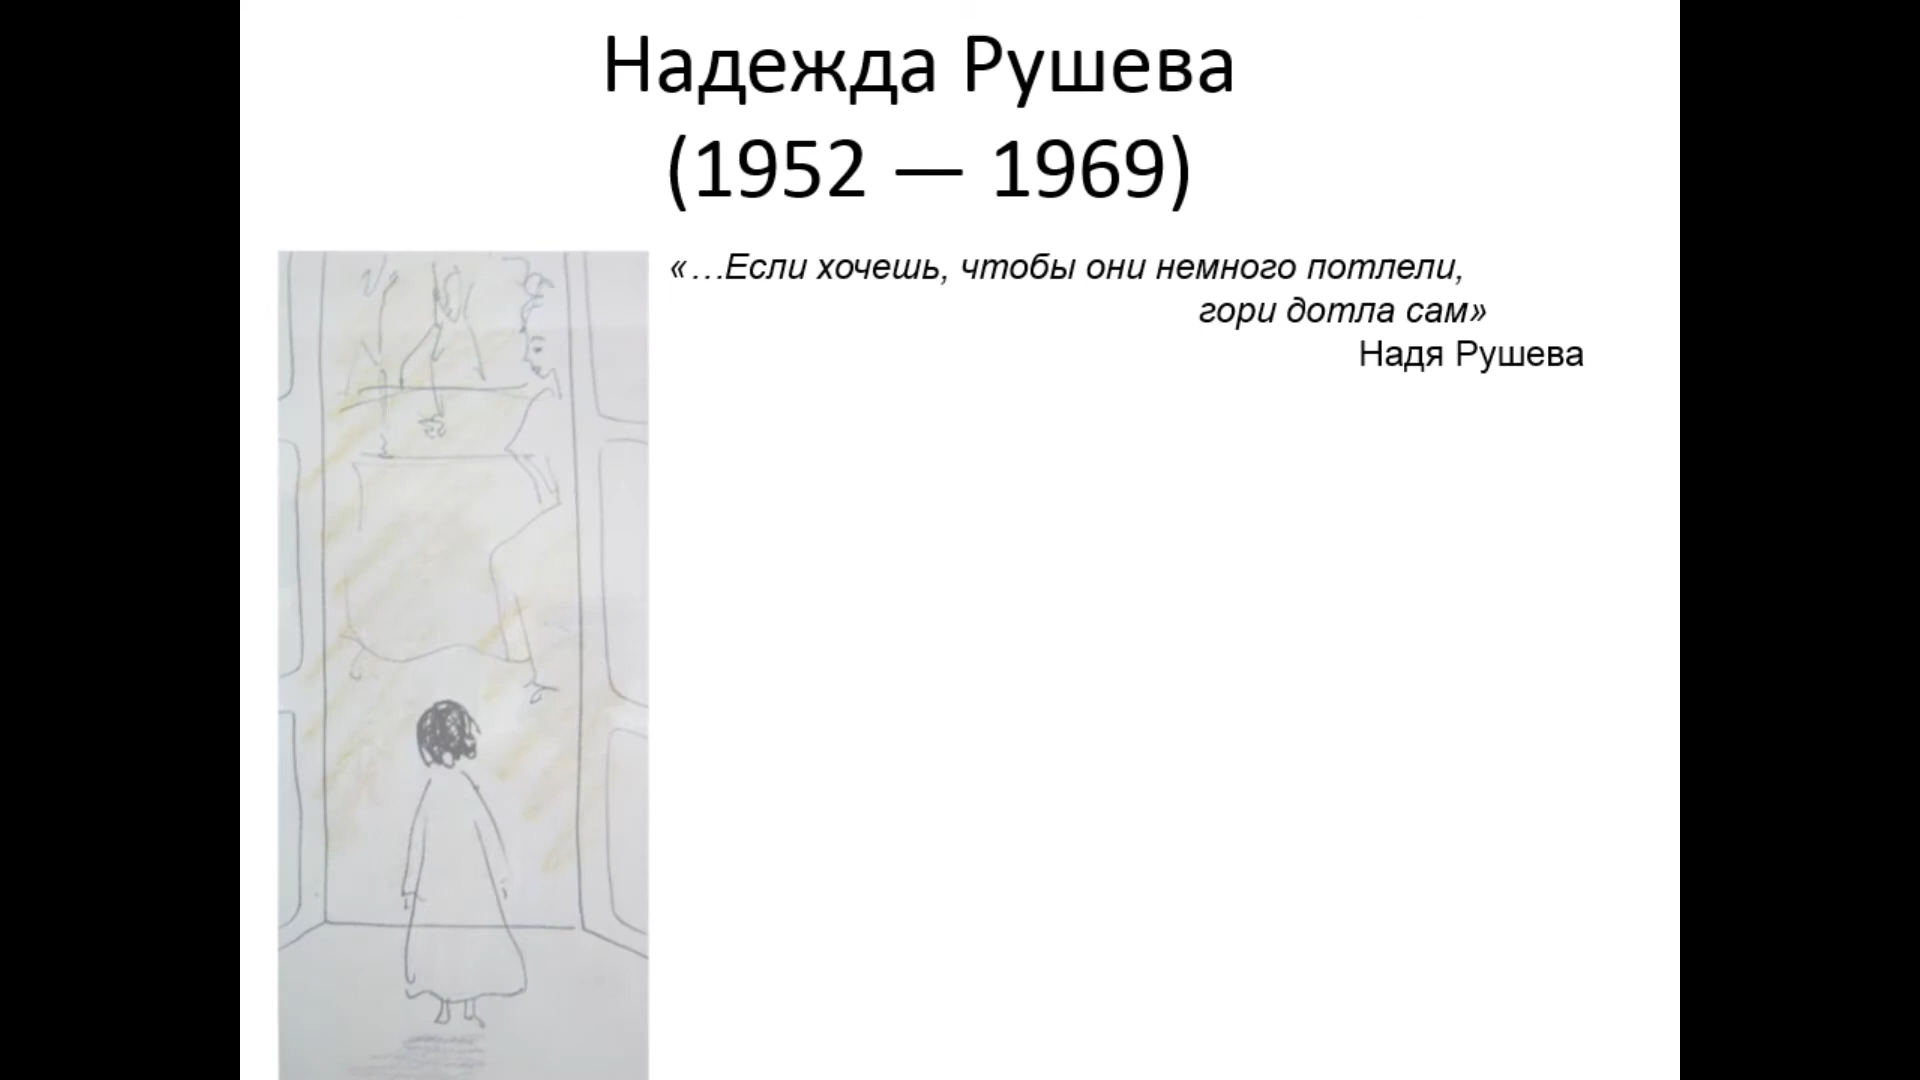 Надежда Рушева
(1952 — 1969)
«…Если хочешь, чтобы они немного потлели,
гори дотла сам»
Надя Рушева